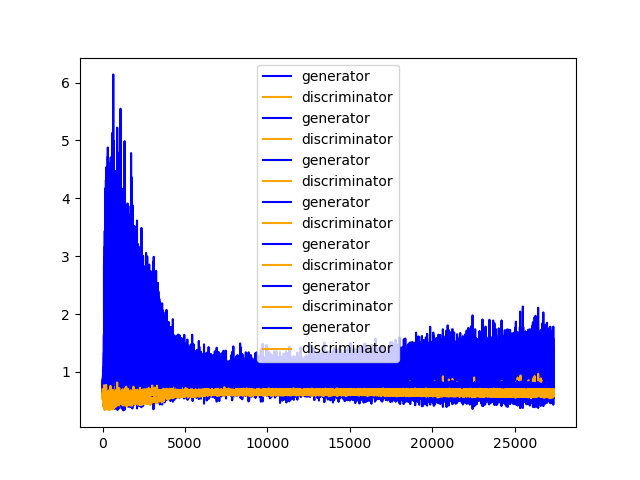 6
5
4
3
2
1
generator
discriminator
generator
discriminator
generator
discriminator
generator
discriminator
generator
discriminator
generator
discriminator
generator
discriminator
0 5000 10000 15000 20000 25000